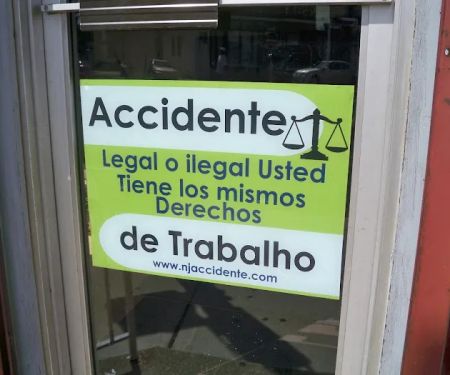 Accidente
Legal o ilegal Usted
Tiene los mismos
Derechos
de Trabalho
www.njaccidente.com